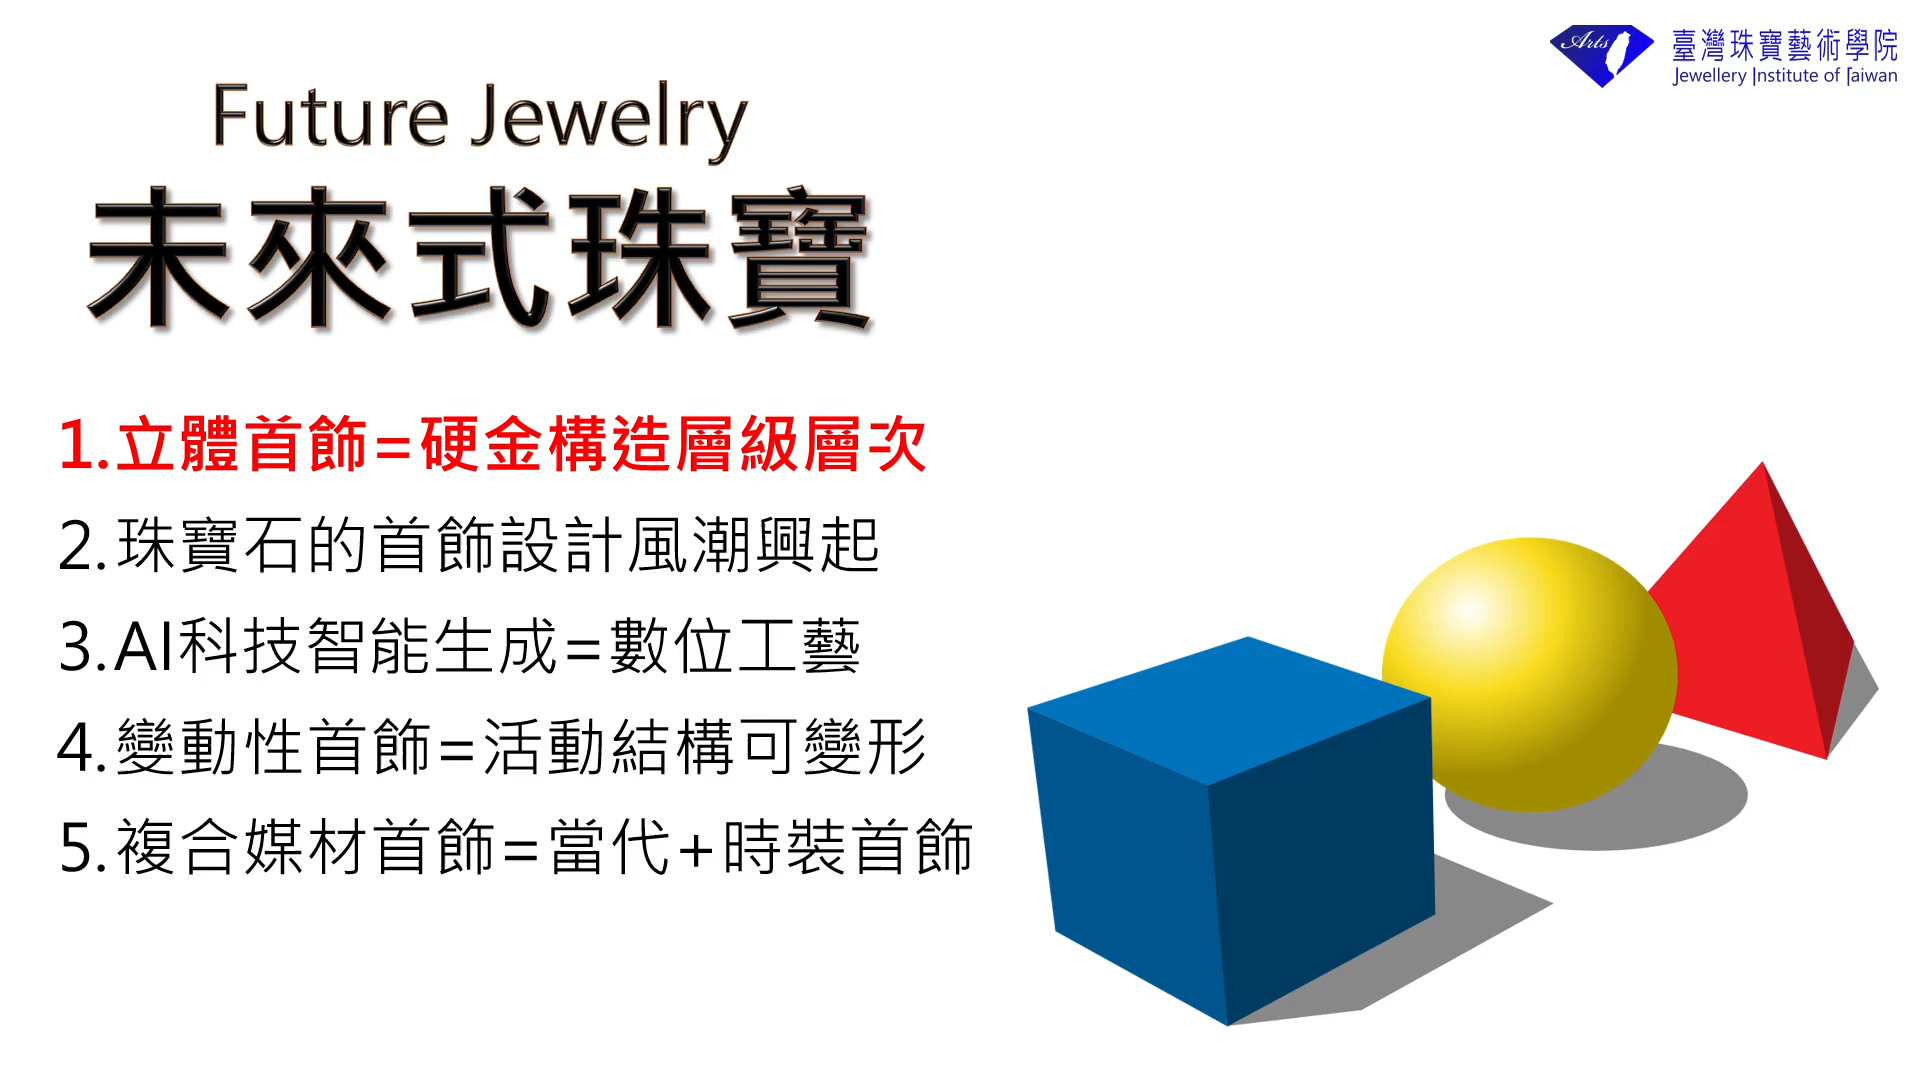 Arts
臺灣珠寶藝術學院
Jewellery Institute of Taiwan
Future Jewelry
未來式珠寶
1.立體首飾=硬金構造層級層次
2.珠寶石的首飾設計風潮興起
3.AI科技智能生成=數位工藝
4.變動性首飾=活動結構可變形
5.複合媒材首飾=當代+時裝首飾